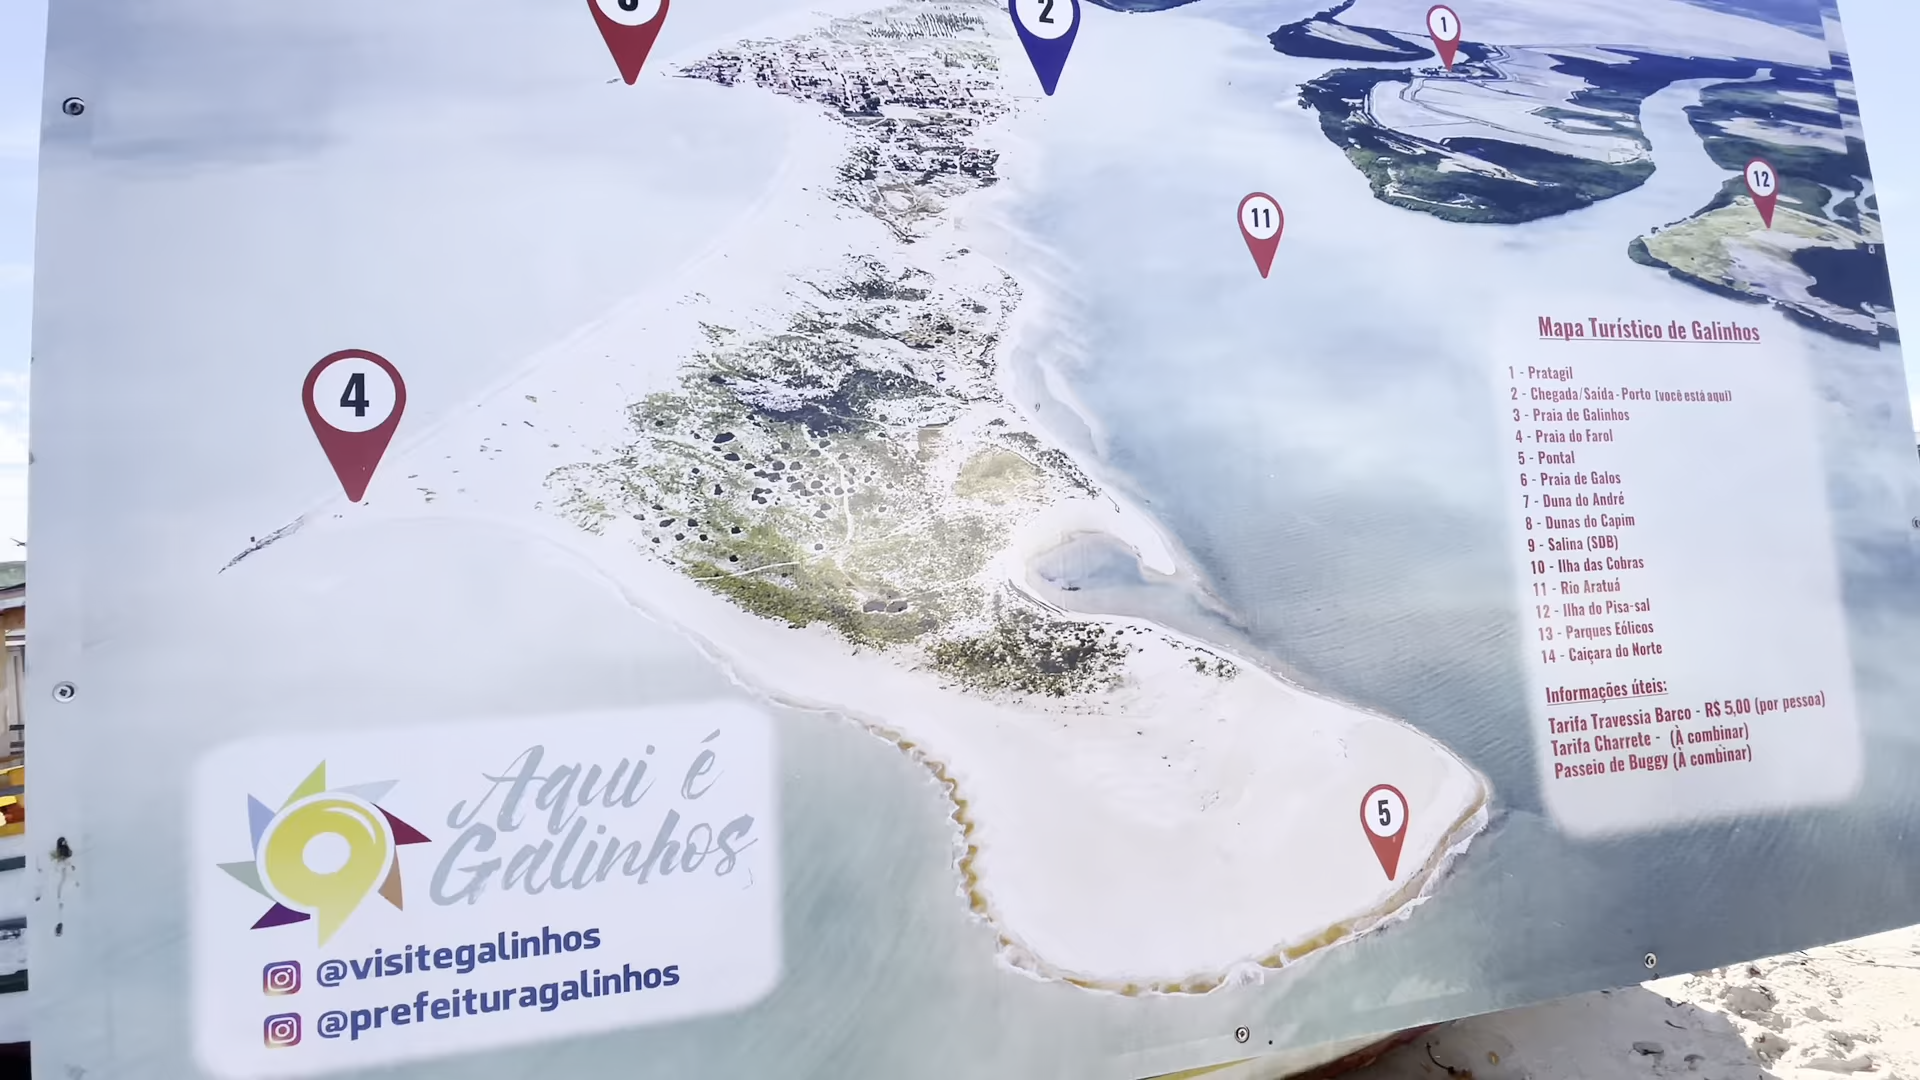 2
1
12
11
4
5
Mapa Turístico de Galinhos
1 - Pratagil
2 - Chegada/Saída - Porto (você está aqui)
3 - Praia de Galinhos
4 - Praia do Farol
5 - Pontal
6 - Praia de Galos
7 - Duna do André
8 - Dunas do Capim
9 - Salina (SDB)
10 - Ilha das Cobras
11 - Rio Aratuá
12 - Ilha do Pisa-sal
13 - Parques Eólicos
14 - Caiçara do Norte
Informações úteis:
Tarifa Travessia Barco - R$ 5,00 (por pessoa)
Tarifa Charrete - (À combinar)
Passeio de Buggy (À combinar)
Aqui é
Galinhos
@visitegalinhos
@prefeituragalinhos